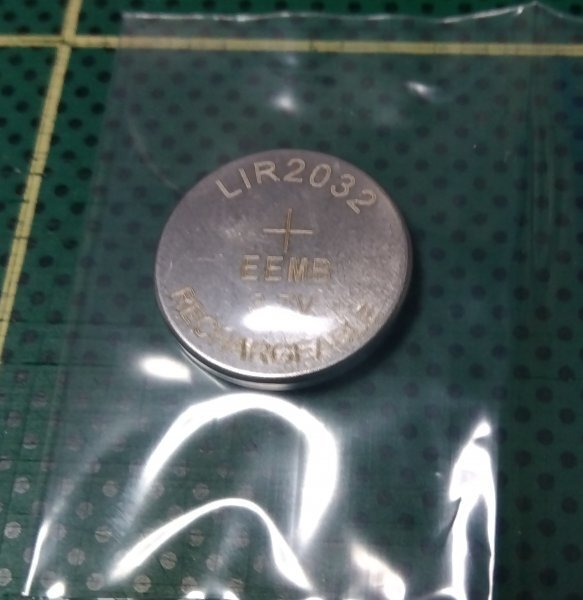 LIR2032
+
EEMB
RECHARGEABLE